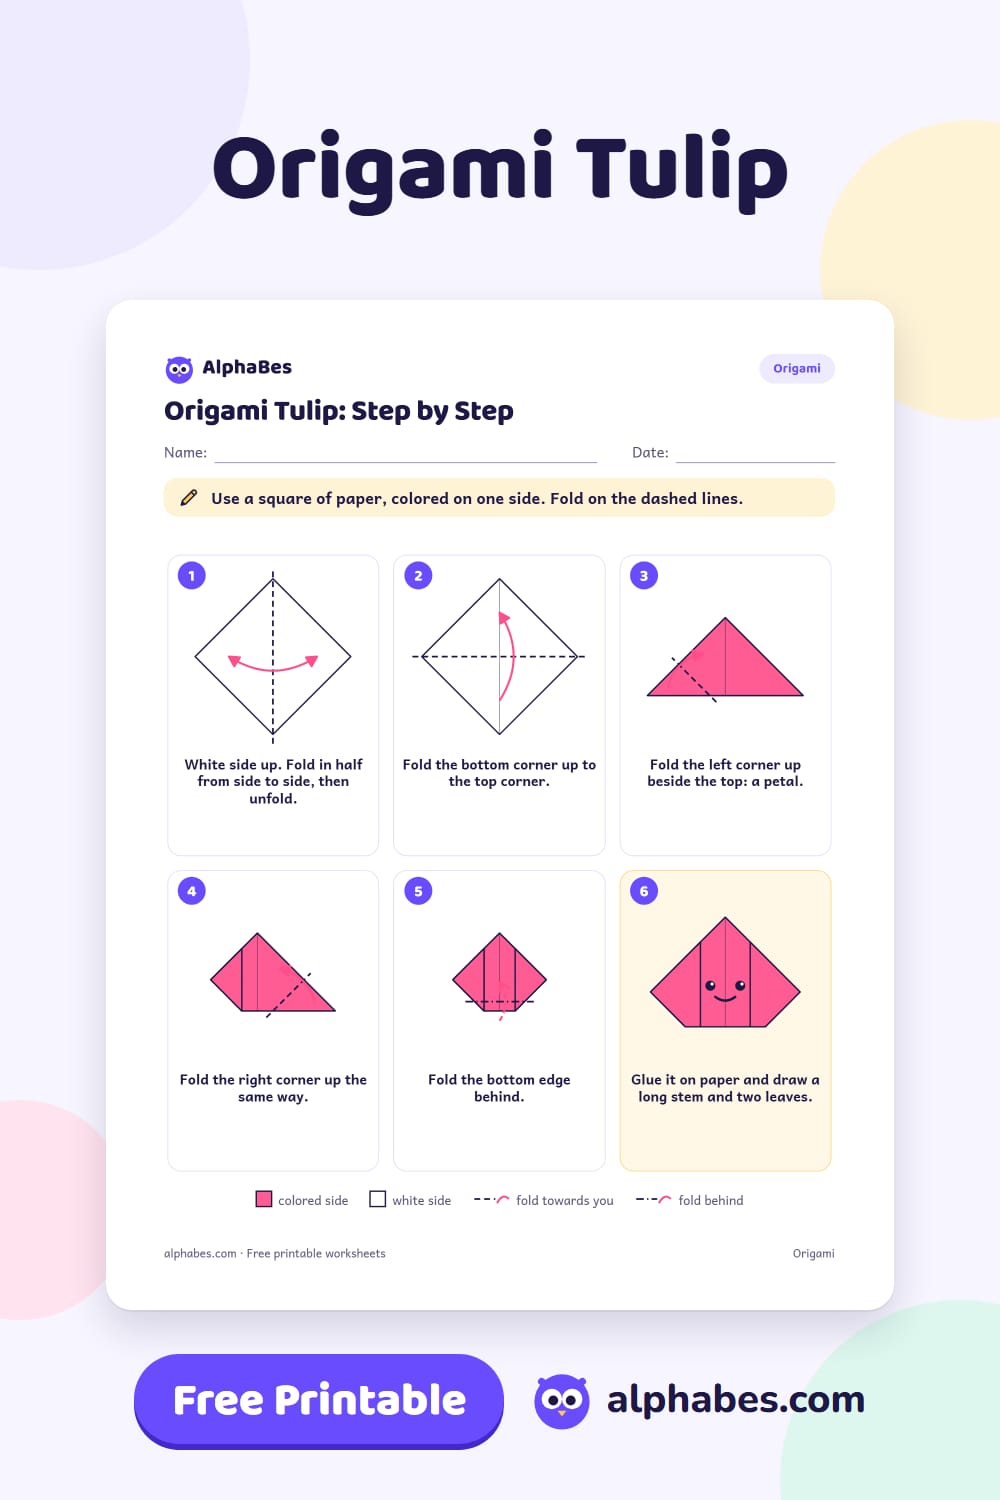 Origami Tulip
AlphaBes
Origami
Origami Tulip: Step by Step
Name:
Date:
Use a square of paper, colored on one side. Fold on the dashed lines.
1
White side up. Fold in half
from side to side, then
unfold.
2
Fold the bottom corner up to
the top corner.
3
Fold the left corner up
beside the top: a petal.
4
Fold the right corner up the
same way.
5
Fold the bottom edge
behind.
6
Glue it on paper and draw a
long stem and two leaves.
colored side
white side
fold towards you
fold behind
alphabes.com · Free printable worksheets
Origami
Free Printable
alphabes.com